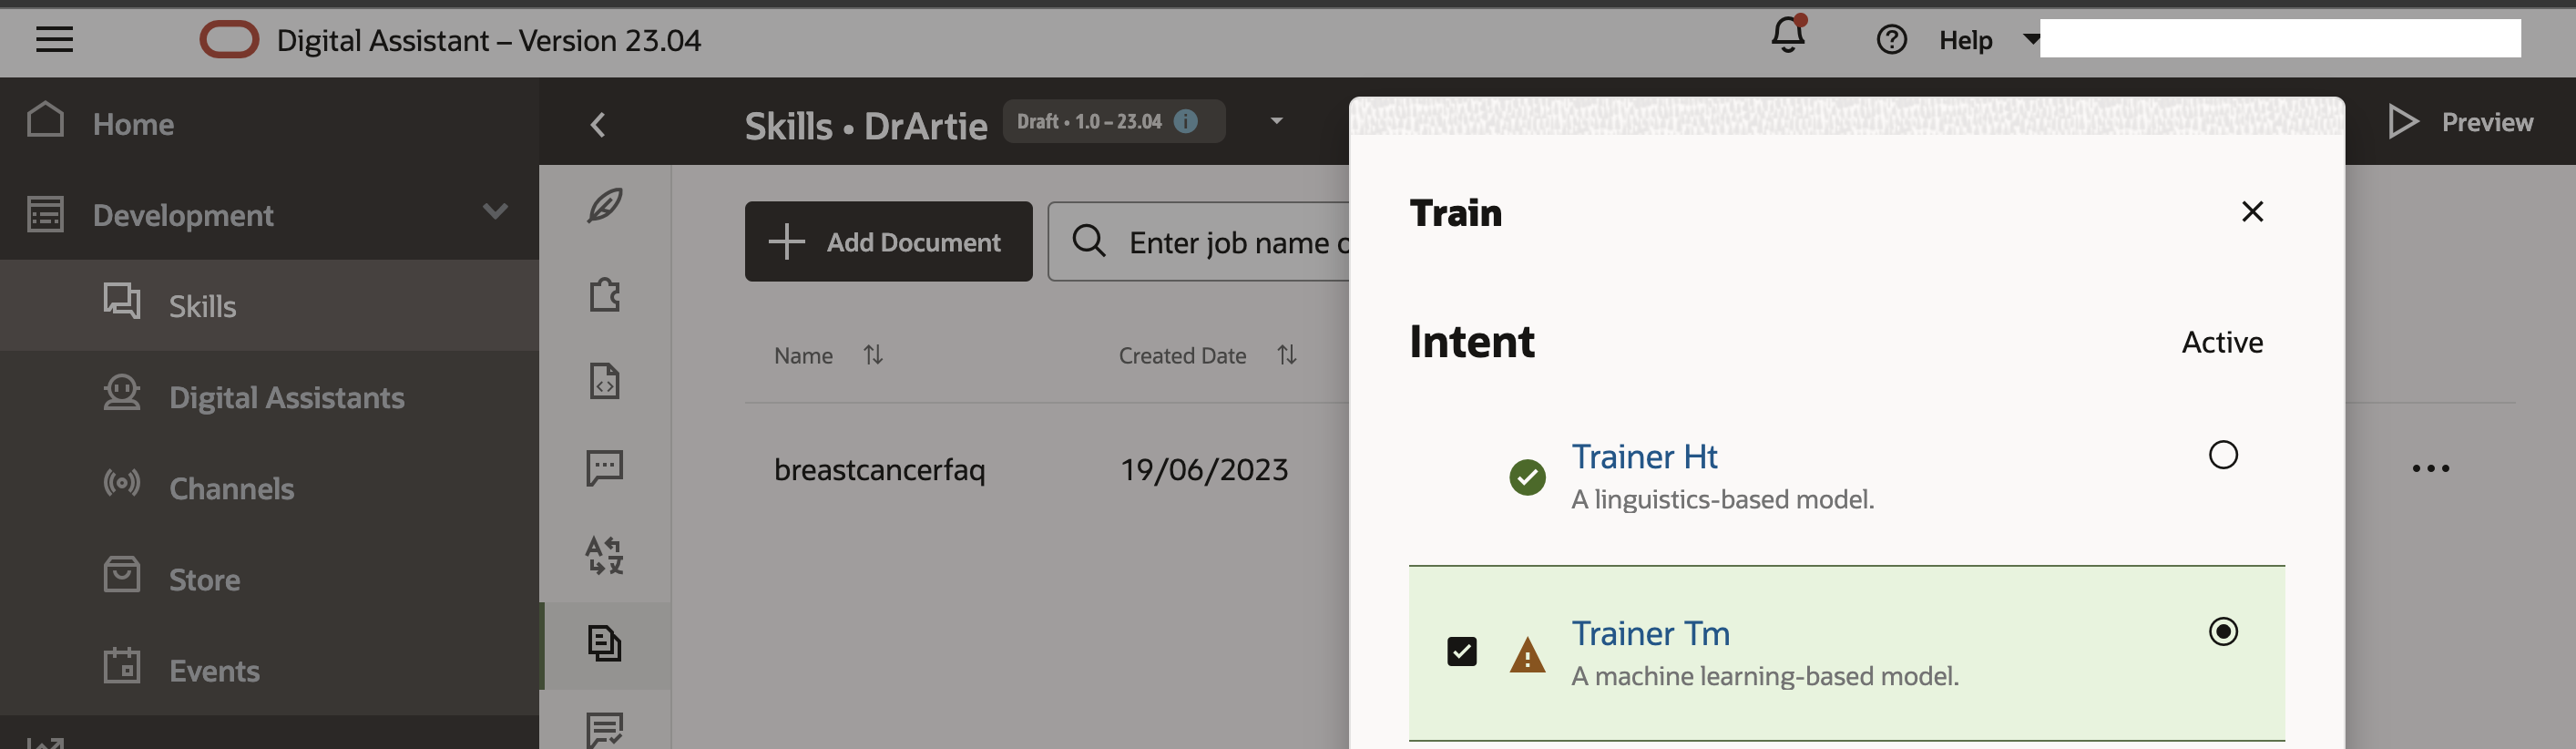 Digital Assistant – Version 23.04
Help
Home
Development
Skills
Digital Assistants
Channels
Store
Events
Skills • DrArtie
Draft • 1.0 – 23.04
Preview
Add Document
Enter job name
Name
Created Date
breastcancerfaq
19/06/2023
Train
Intent
Active
Trainer Ht
A linguistics-based model.
Trainer Tm
A machine learning-based model.